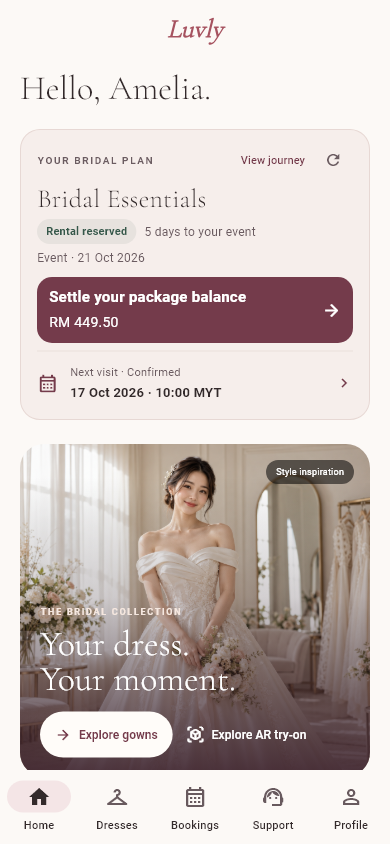 Luvly
Hello, Amelia.
YOUR BRIDAL PLAN
View journey
Bridal Essentials
Rental reserved
5 days to your event
Event · 21 Oct 2026
Settle your package balance
RM 449.50
Next visit · Confirmed
17 Oct 2026 · 10:00 MYT
Style inspiration
THE BRIDAL COLLECTION
Your dress.
Your moment.
Explore gowns
Explore AR try-on
Home
Dresses
Bookings
Support
Profile